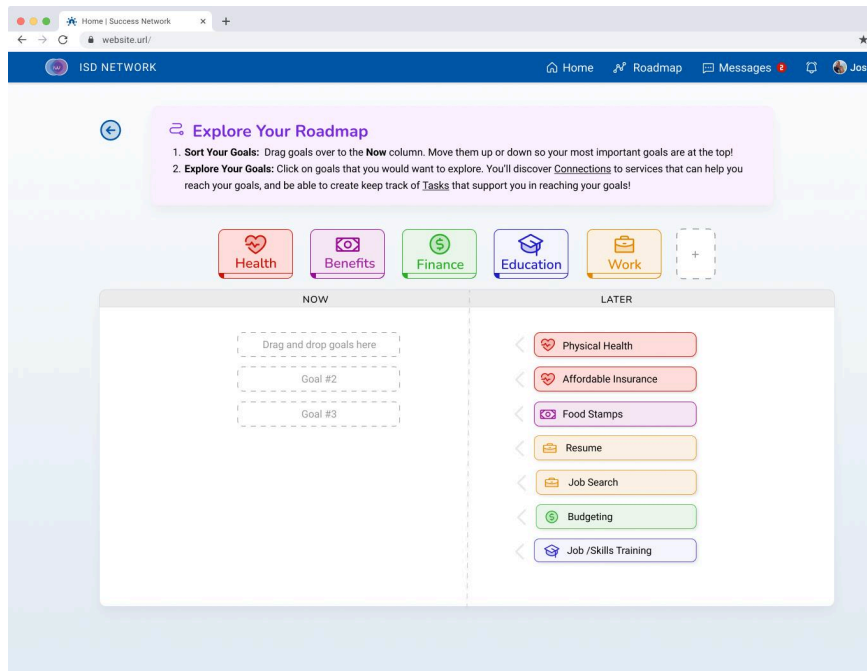 Home | Success Network
website.url/
ISD NETWORK
Home
Roadmap
Messages 2
Jos
Explore Your Roadmap
1. Sort Your Goals: Drag goals over to the Now column. Move them up or down so your most important goals are at the top!
2. Explore Your Goals: Click on goals that you would want to explore. You'll discover Connections to services that can help you
reach your goals, and be able to create keep track of Tasks that support you in reaching your goals!
Health
Benefits
Finance
Education
Work
+
NOW
LATER
Drag and drop goals here
Goal #2
Goal #3
Physical Health
Affordable Insurance
Food Stamps
Resume
Job Search
Budgeting
Job /Skills Training